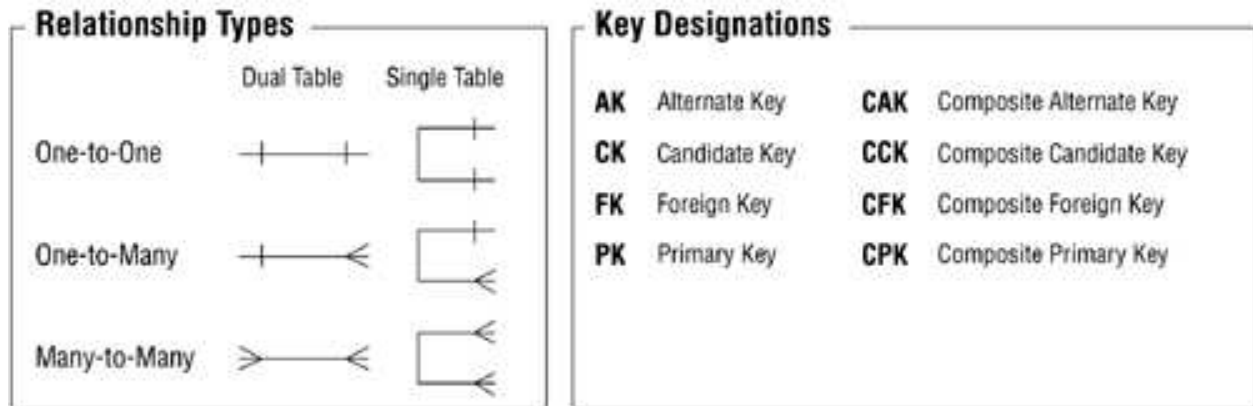 Relationship Types
Dual Table Single Table
One-to-One
One-to-Many
Many-to-Many
Key Designations
AK Alternate Key CAK Composite Alternate Key
CK Candidate Key CCK Composite Candidate Key
FK Foreign Key CFK Composite Foreign Key
PK Primary Key CPK Composite Primary Key